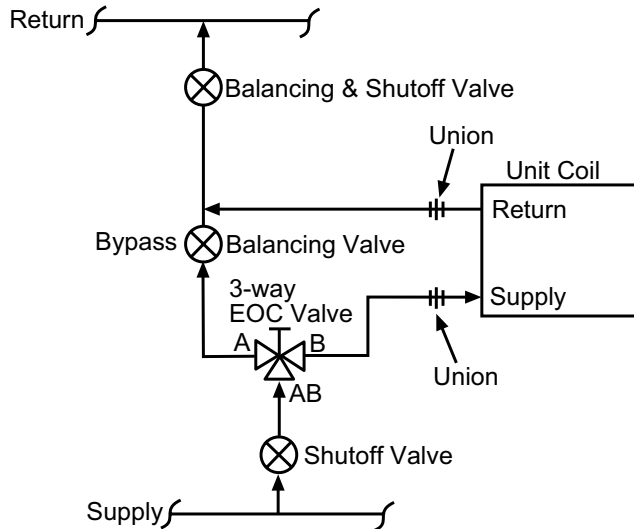 Return
Balancing & Shutoff Valve
Union
Unit Coil
Return
Bypass
Balancing Valve
3-way
EOC Valve
Supply
A
B
Union
AB
Shutoff Valve
Supply